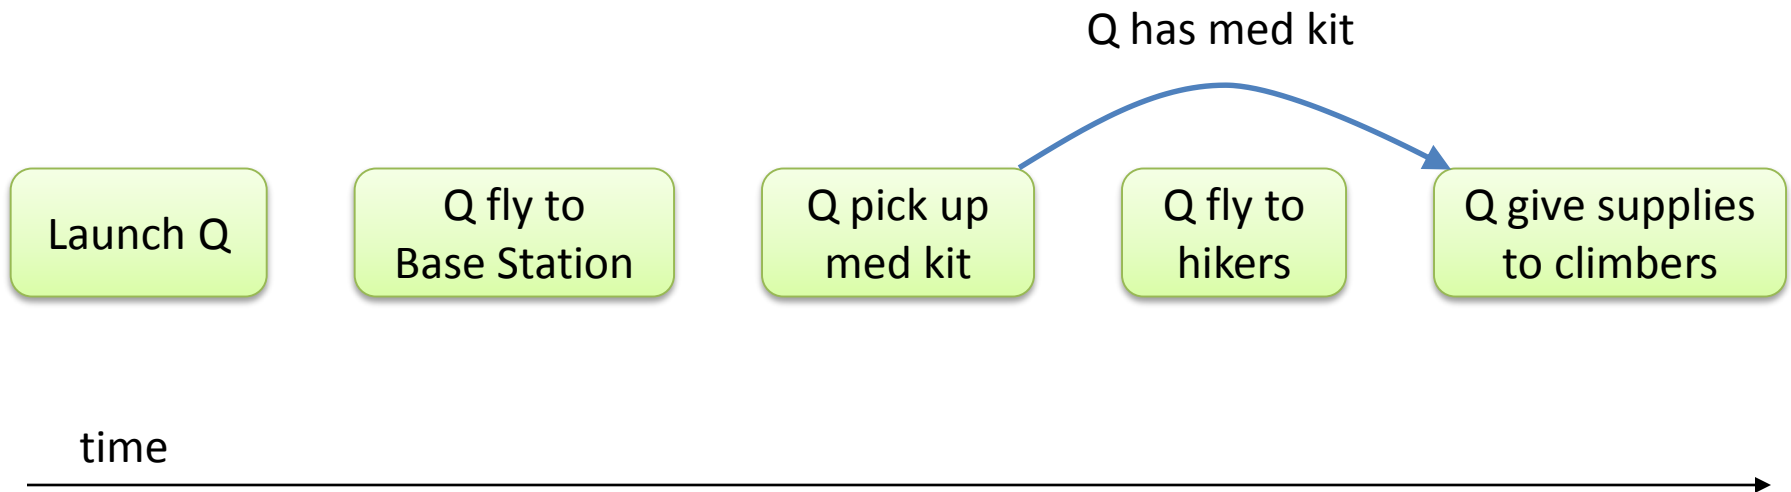 Q has med kit
Launch Q
Q fly to
Base Station
Q pick up
med kit
Q fly to
hikers
Q give supplies
to climbers
time